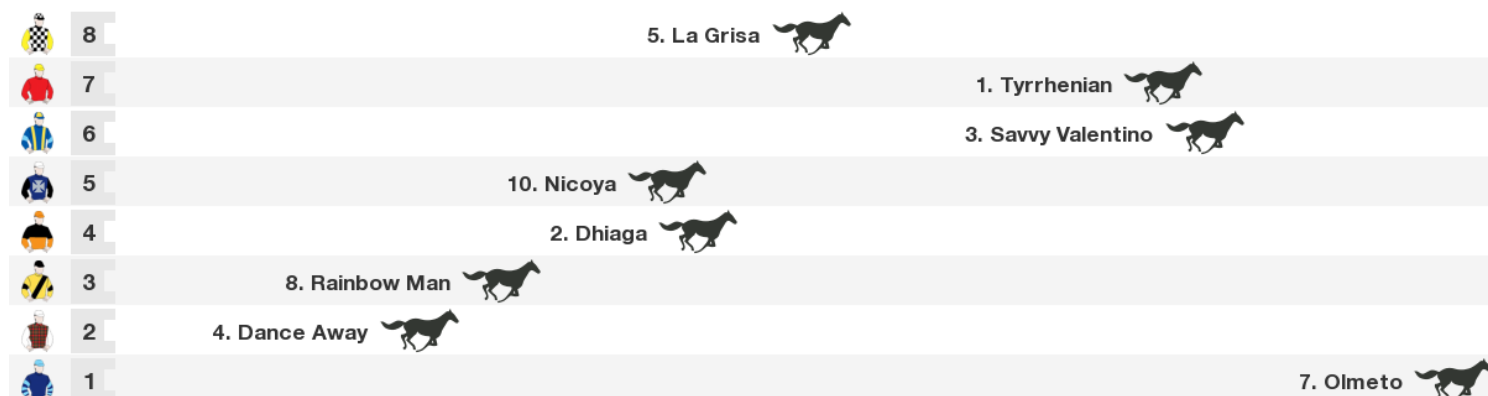 8 5. La Grisa
7 1. Tyrrhenian
6 3. Savvy Valentino
5 10. Nicoya
4 2. Dhiaga
3 8. Rainbow Man
2 4. Dance Away
1 7. Olmeto